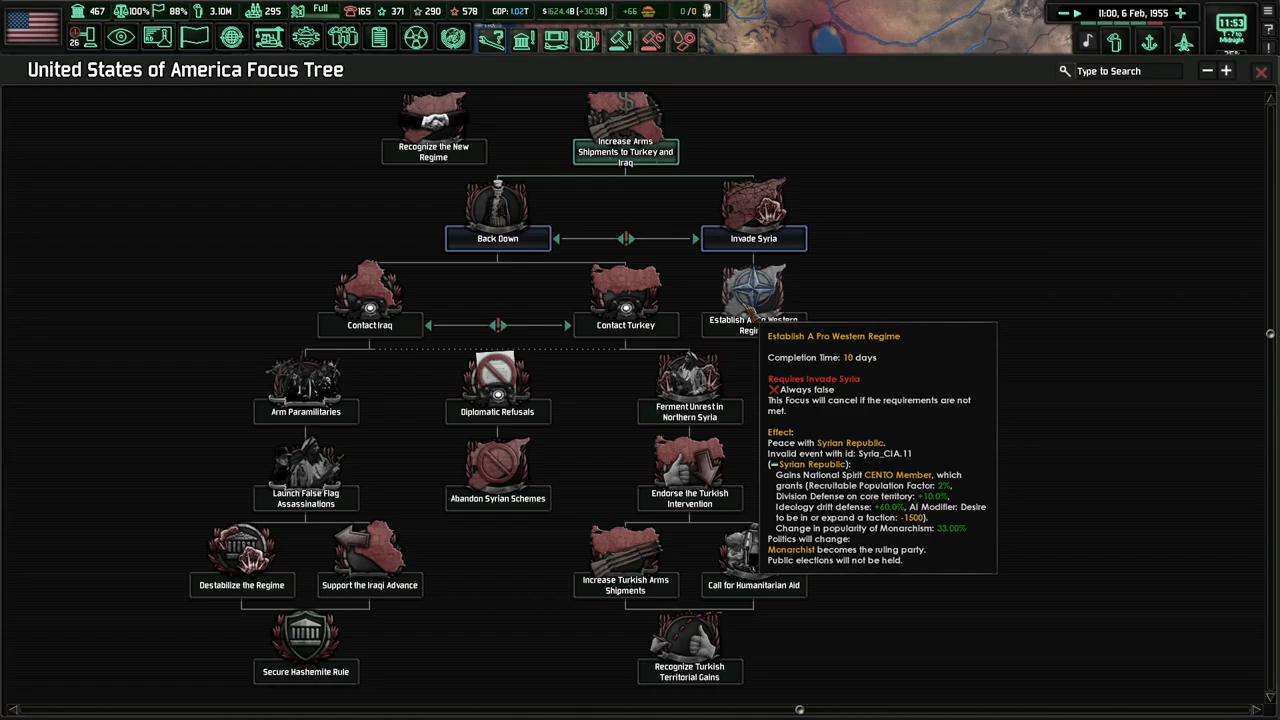 467 100% 88% 3.10M 295 Full 165 371 290 578 GDP: 1.02T $1624.4B (+30.5B) +66 0/0 11:00, 6 Feb, 1955
26
11:53
United States of America Focus Tree
Type to Search
Recognize the New
Regime
Increase Arms
Shipments to Turkey and
Iraq
Back Down
Invade Syria
Contact Iraq
Contact Turkey
Establish A Pro Western
Establish A Pro Western Regime
Completion Time: 10 days
Requires Invade Syria
Always false
This Focus will cancel if the requirements are not
met.
Effect:
Peace with Syrian Republic.
Invalid event with id: Syria_CIA.11
(Syrian Republic):
Gains National Spirit CENTO Member, which
grants (Recruitable Population Factor: 2%,
Division Defense on core territory: +10.0%,
Ideology drift defense: +60.0%, AI Modifier: Desire
to be in or expand a faction: -1500).
Change in popularity of Monarchism: 33.00%
Politics will change:
Monarchist becomes the ruling party.
Public elections will not be held.
Arm Paramilitaries
Diplomatic Refusals
Ferment Unrest in
Northern Syria
Launch False Flag
Assassinations
Abandon Syrian Schemes
Endorse the Turkish
Intervention
Destabilize the Regime
Support the Iraqi Advance
Increase Turkish Arms
Shipments
Call for Humanitarian Aid
Secure Hashemite Rule
Recognize Turkish
Territorial Gains